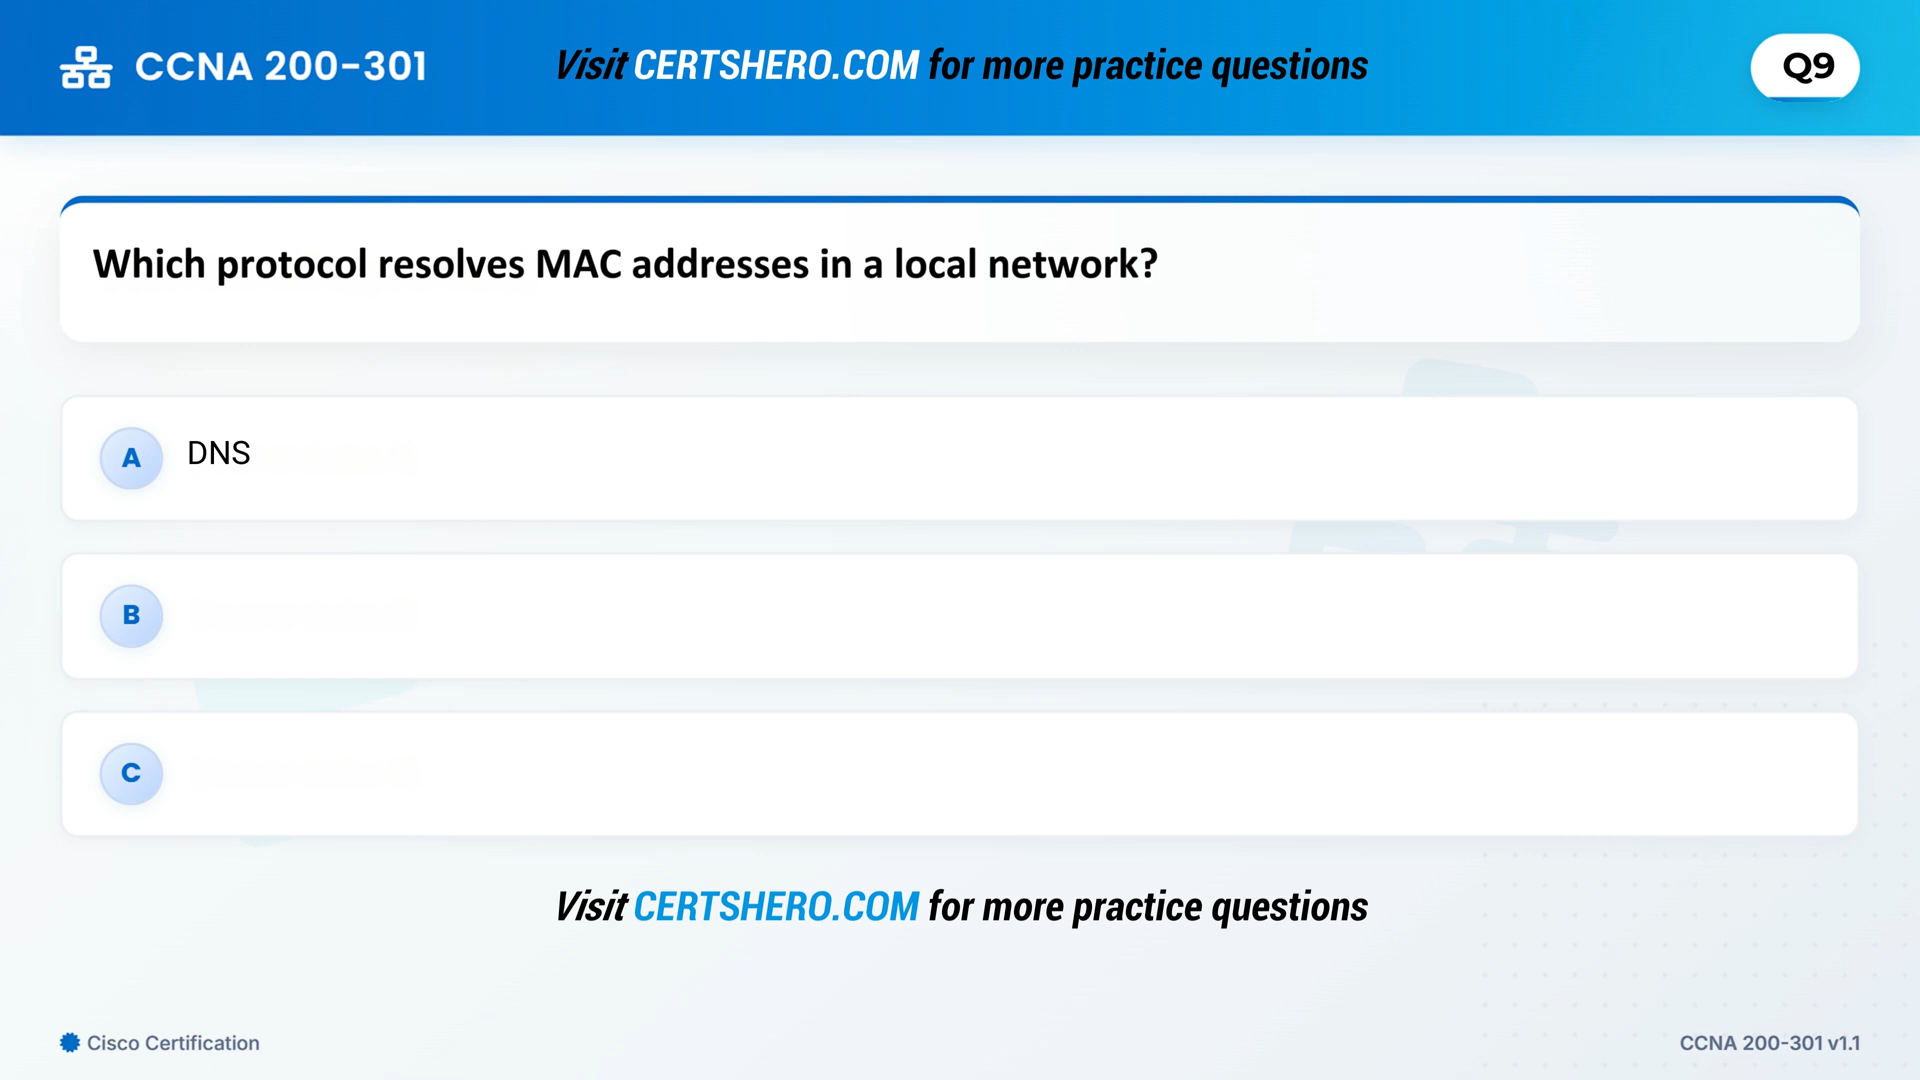 CCNA 200-301
Visit CERTSHERO.COM for more practice questions
Q9
Which protocol resolves MAC addresses in a local network?
A
DNS
B
C
Visit CERTSHERO.COM for more practice questions
Cisco Certification
CCNA 200-301 v1.1